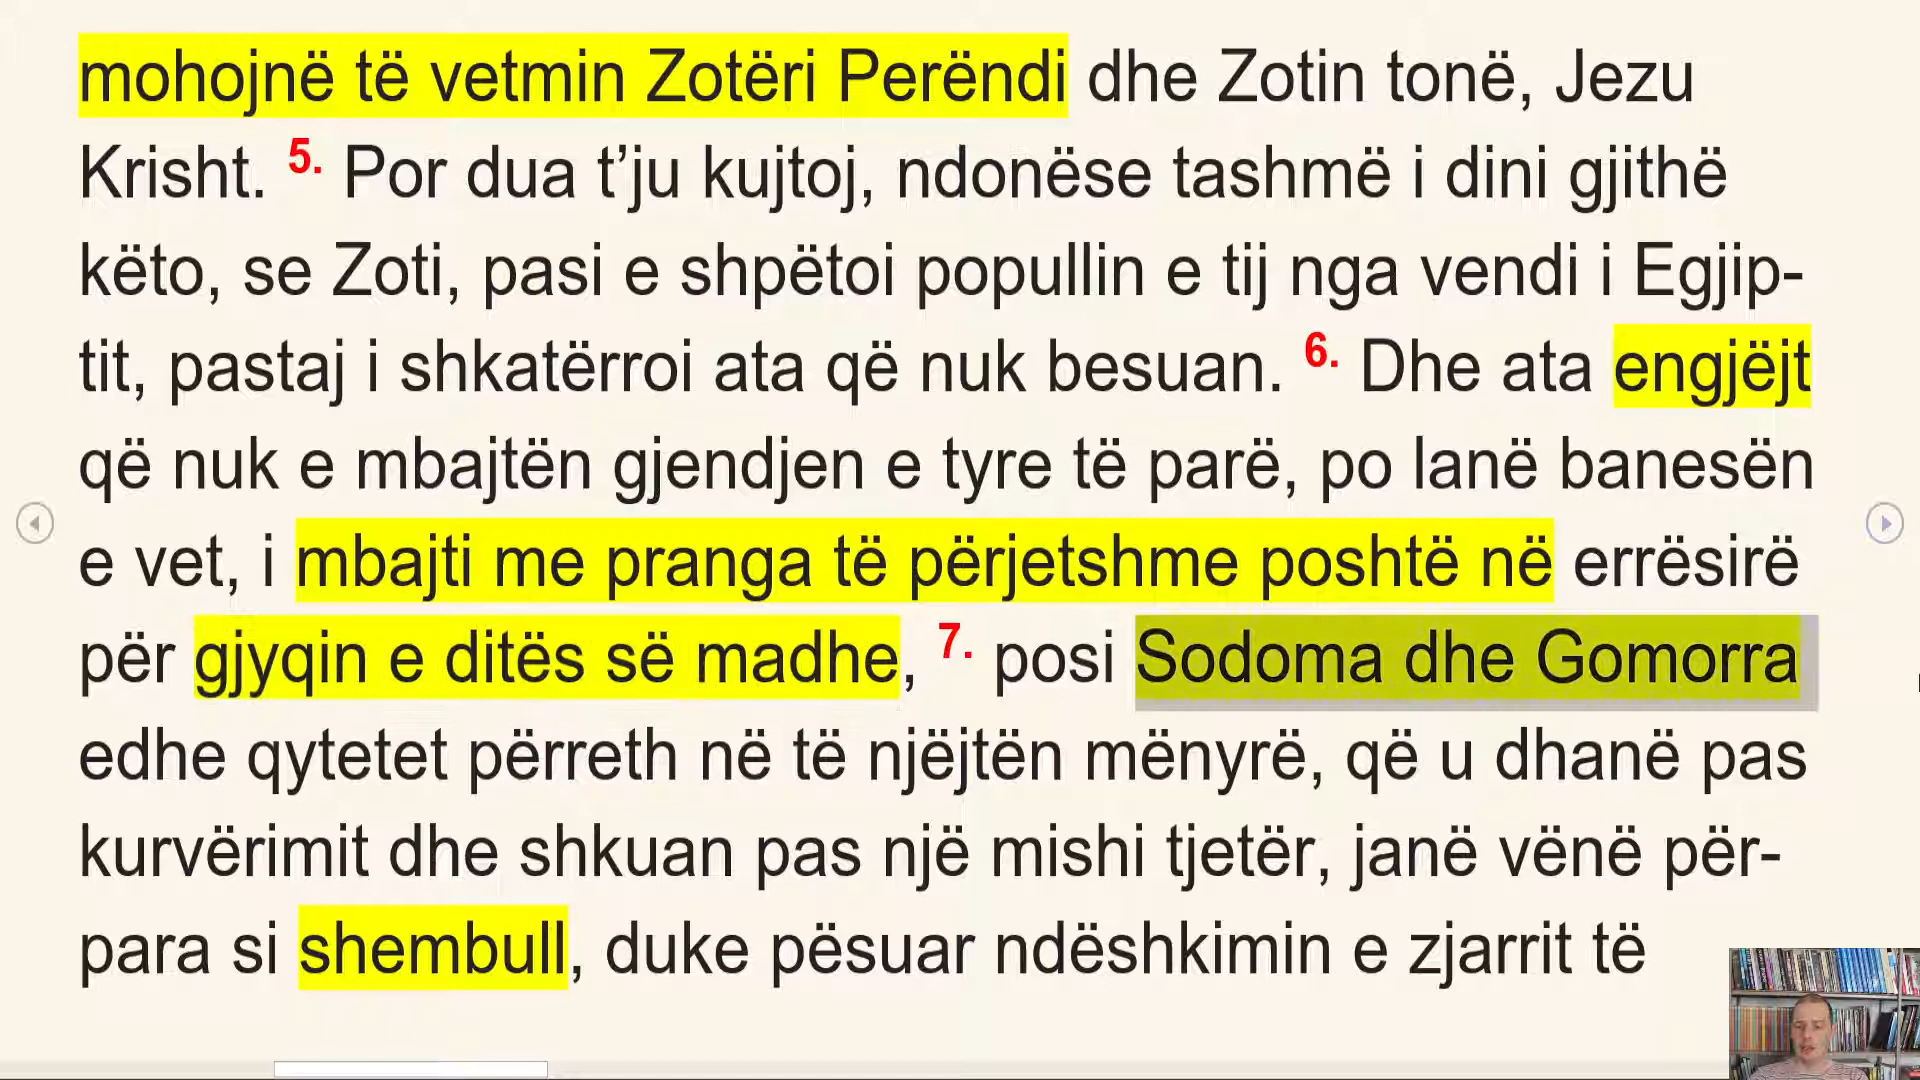 mohojnë të vetmin Zotëri Perëndi dhe Zotin tonë, Jezu
Krisht. 5. Por dua t’ju kujtoj, ndonëse tashmë i dini gjithë
këto, se Zoti, pasi e shpëtoi popullin e tij nga vendi i Egjip-
tit, pastaj i shkatërroi ata që nuk besuan. 6. Dhe ata engjëjt
që nuk e mbajtën gjendjen e tyre të parë, po lanë banesën
e vet, i mbajti me pranga të përjetshme poshtë në errësirë
për gjyqin e ditës së madhe, 7. posi Sodoma dhe Gomorra
edhe qytetet përreth në të njëjtën mënyrë, që u dhanë pas
kurvërimit dhe shkuan pas një mishi tjetër, janë vënë për-
para si shembull, duke pësuar ndëshkimin e zjarrit të